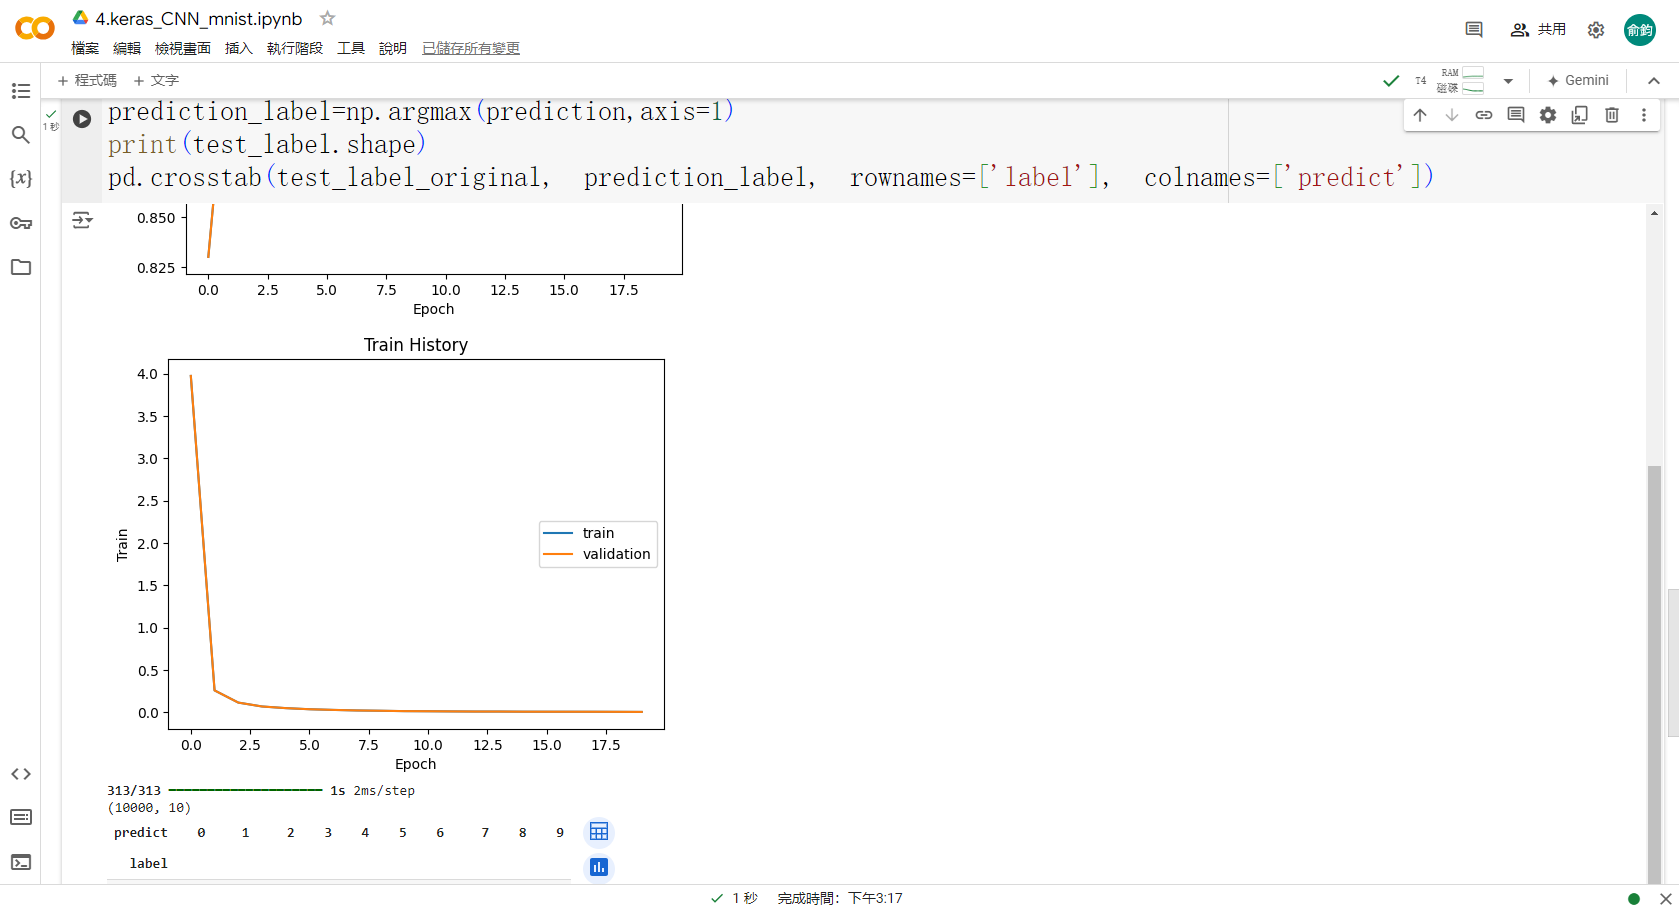 4.keras_CNN_mnist.ipynb
檔案 編輯 檢視畫面 插入 執行階段 工具 說明 已儲存所有變更
共用
俞鈞
+ 程式碼 + 文字
T4 RAM 磁碟 Gemini
1 秒
prediction_label=np.argmax(prediction,axis=1)
print(test_label.shape)
pd.crosstab(test_label_original, prediction_label, rownames=['label'], colnames=['predict'])
{x}
0.850
0.825
0.0 2.5 5.0 7.5 10.0 12.5 15.0 17.5
Epoch
Train History
4.0
3.5
3.0
2.5
2.0
1.5
1.0
0.5
0.0
Train
train
validation
0.0 2.5 5.0 7.5 10.0 12.5 15.0 17.5
Epoch
313/313 1s 2ms/step
(10000, 10)
predict 0 1 2 3 4 5 6 7 8 9
label
1 秒 完成時間: 下午3:17